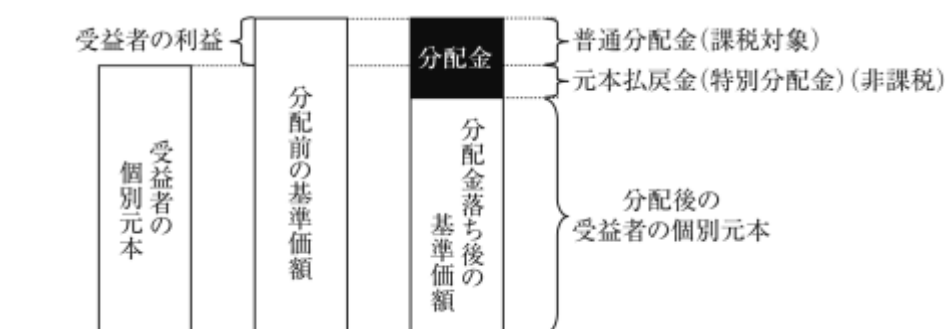 受益者の利益
分配金
普通分配金(課税対象)
元本払戻金(特別分配金)(非課税)
受益者の
個別元本
分配前の基準価額
分配金落ち後の
基準価額
分配後の
受益者の個別元本